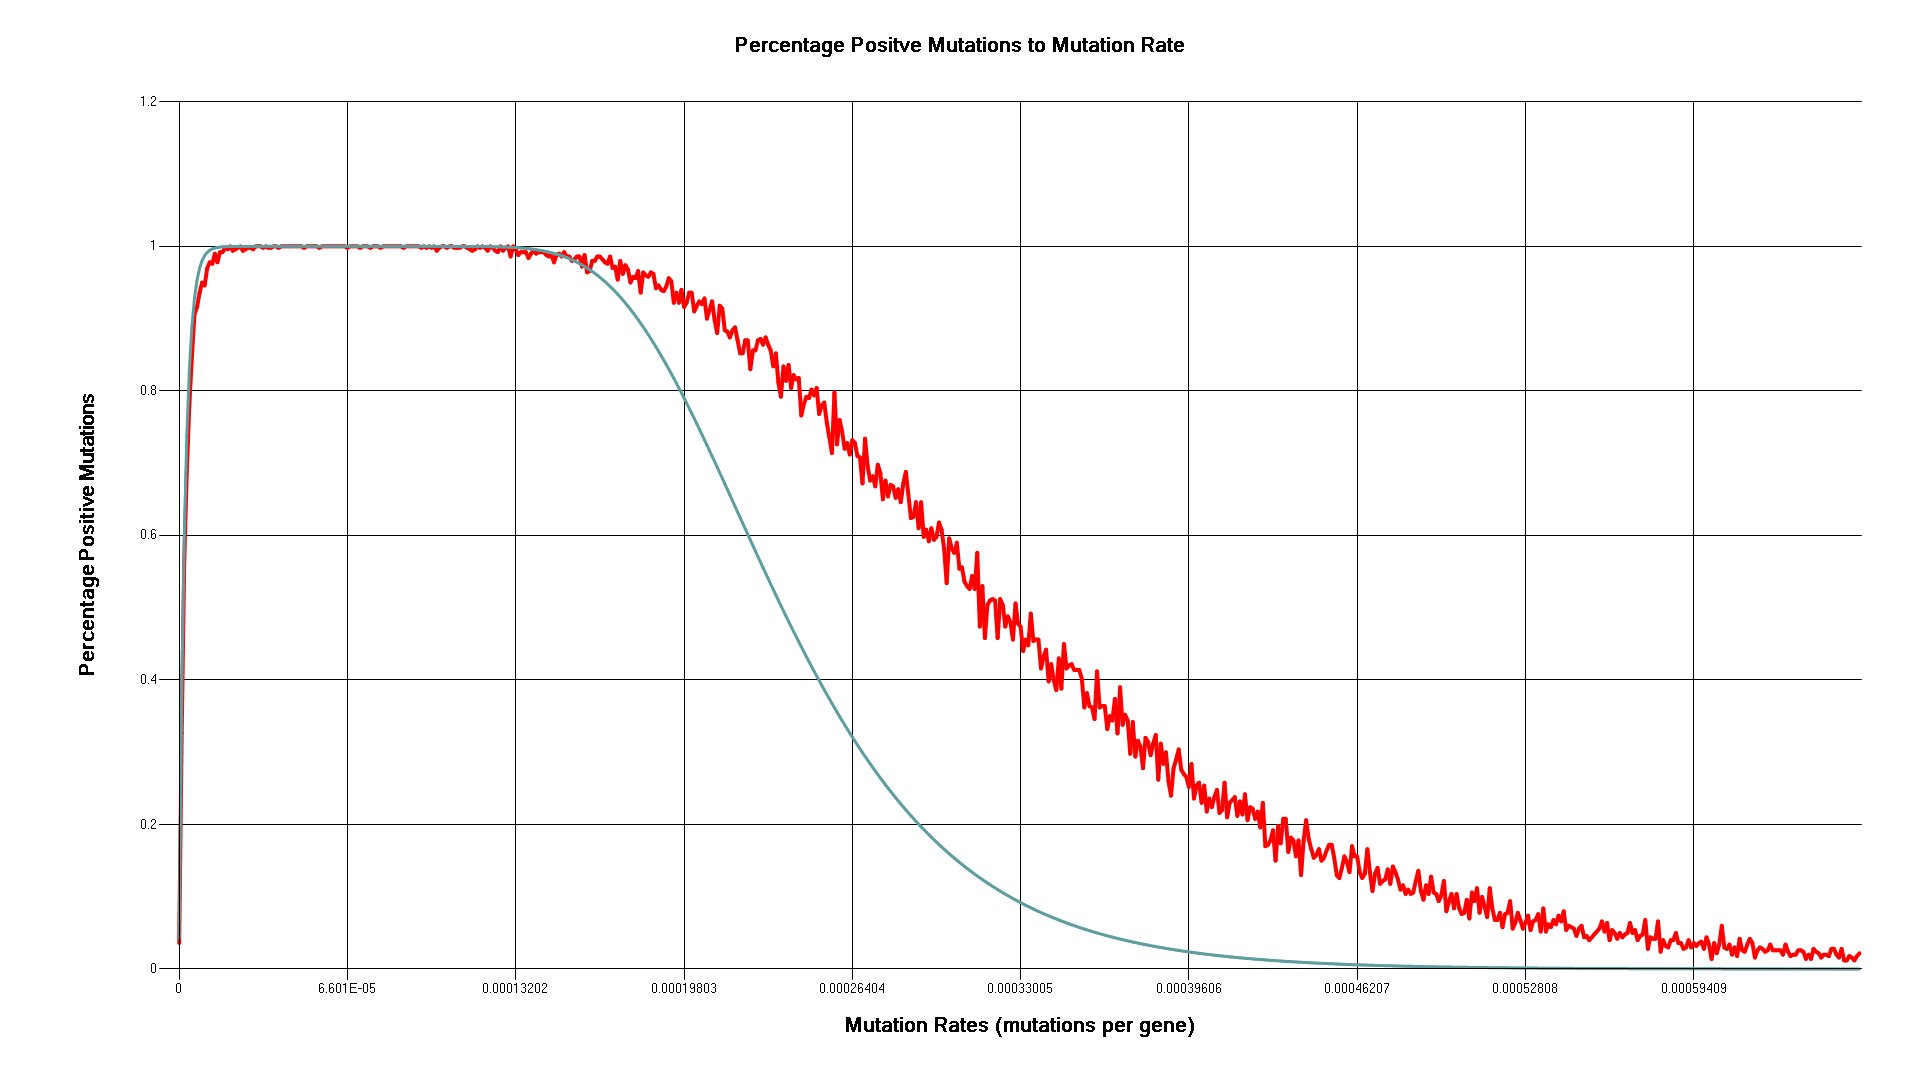 Percentage Positve Mutations to Mutation Rate
1.2
1
0.8
0.6
0.4
0.2
0
Percentage Positive Mutations
0 6.601E-05 0.00013202 0.00019803 0.00026404 0.00033005 0.00039606 0.00046207 0.00052808 0.00059409
Mutation Rates (mutations per gene)